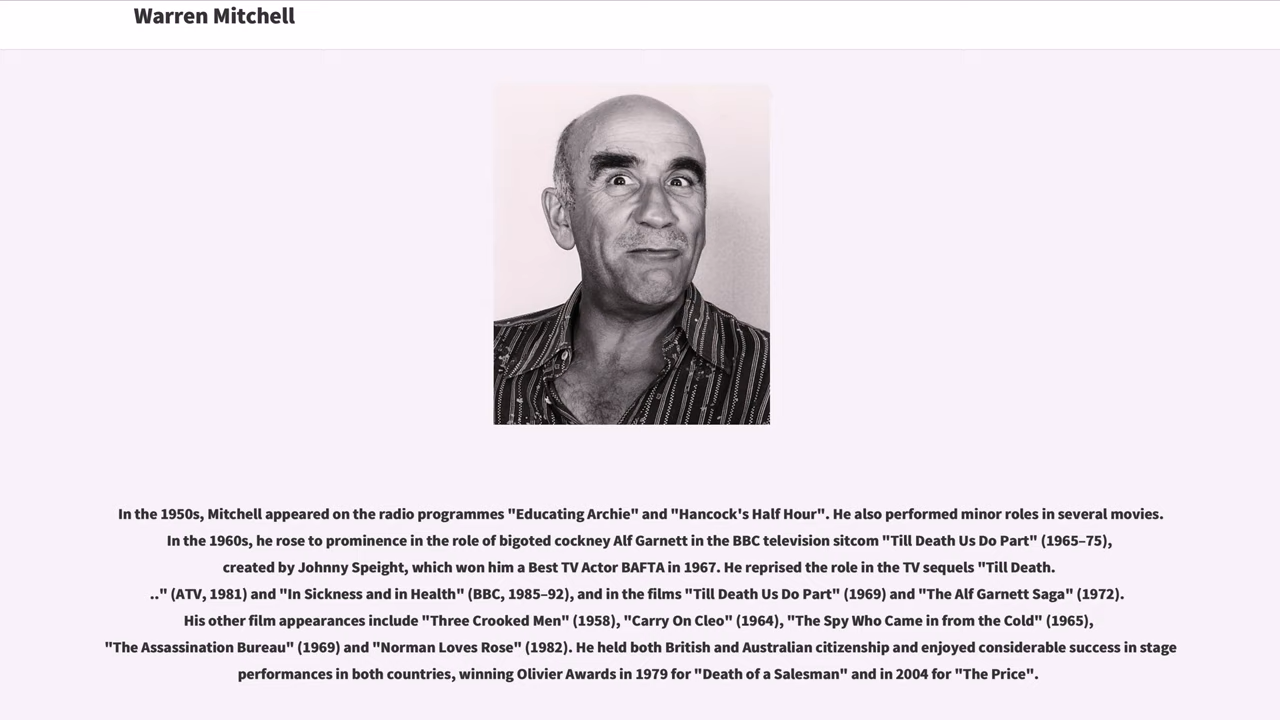 Warren Mitchell
In the 1950s, Mitchell appeared on the radio programmes "Educating Archie" and "Hancock's Half Hour". He also performed minor roles in several movies.
In the 1960s, he rose to prominence in the role of bigoted cockney Alf Garnett in the BBC television sitcom "Till Death Us Do Part" (1965–75),
created by Johnny Speight, which won him a Best TV Actor BAFTA in 1967. He reprised the role in the TV sequels "Till Death.
.." (ATV, 1981) and "In Sickness and in Health" (BBC, 1985–92), and in the films "Till Death Us Do Part" (1969) and "The Alf Garnett Saga" (1972).
His other film appearances include "Three Crooked Men" (1958), "Carry On Cleo" (1964), "The Spy Who Came in from the Cold" (1965),
"The Assassination Bureau" (1969) and "Norman Loves Rose" (1982). He held both British and Australian citizenship and enjoyed considerable success in stage
performances in both countries, winning Olivier Awards in 1979 for "Death of a Salesman" and in 2004 for "The Price".